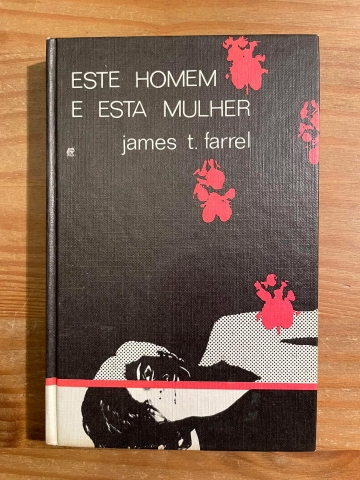 ESTE HOMEM
E ESTA MULHER
james t. farrel